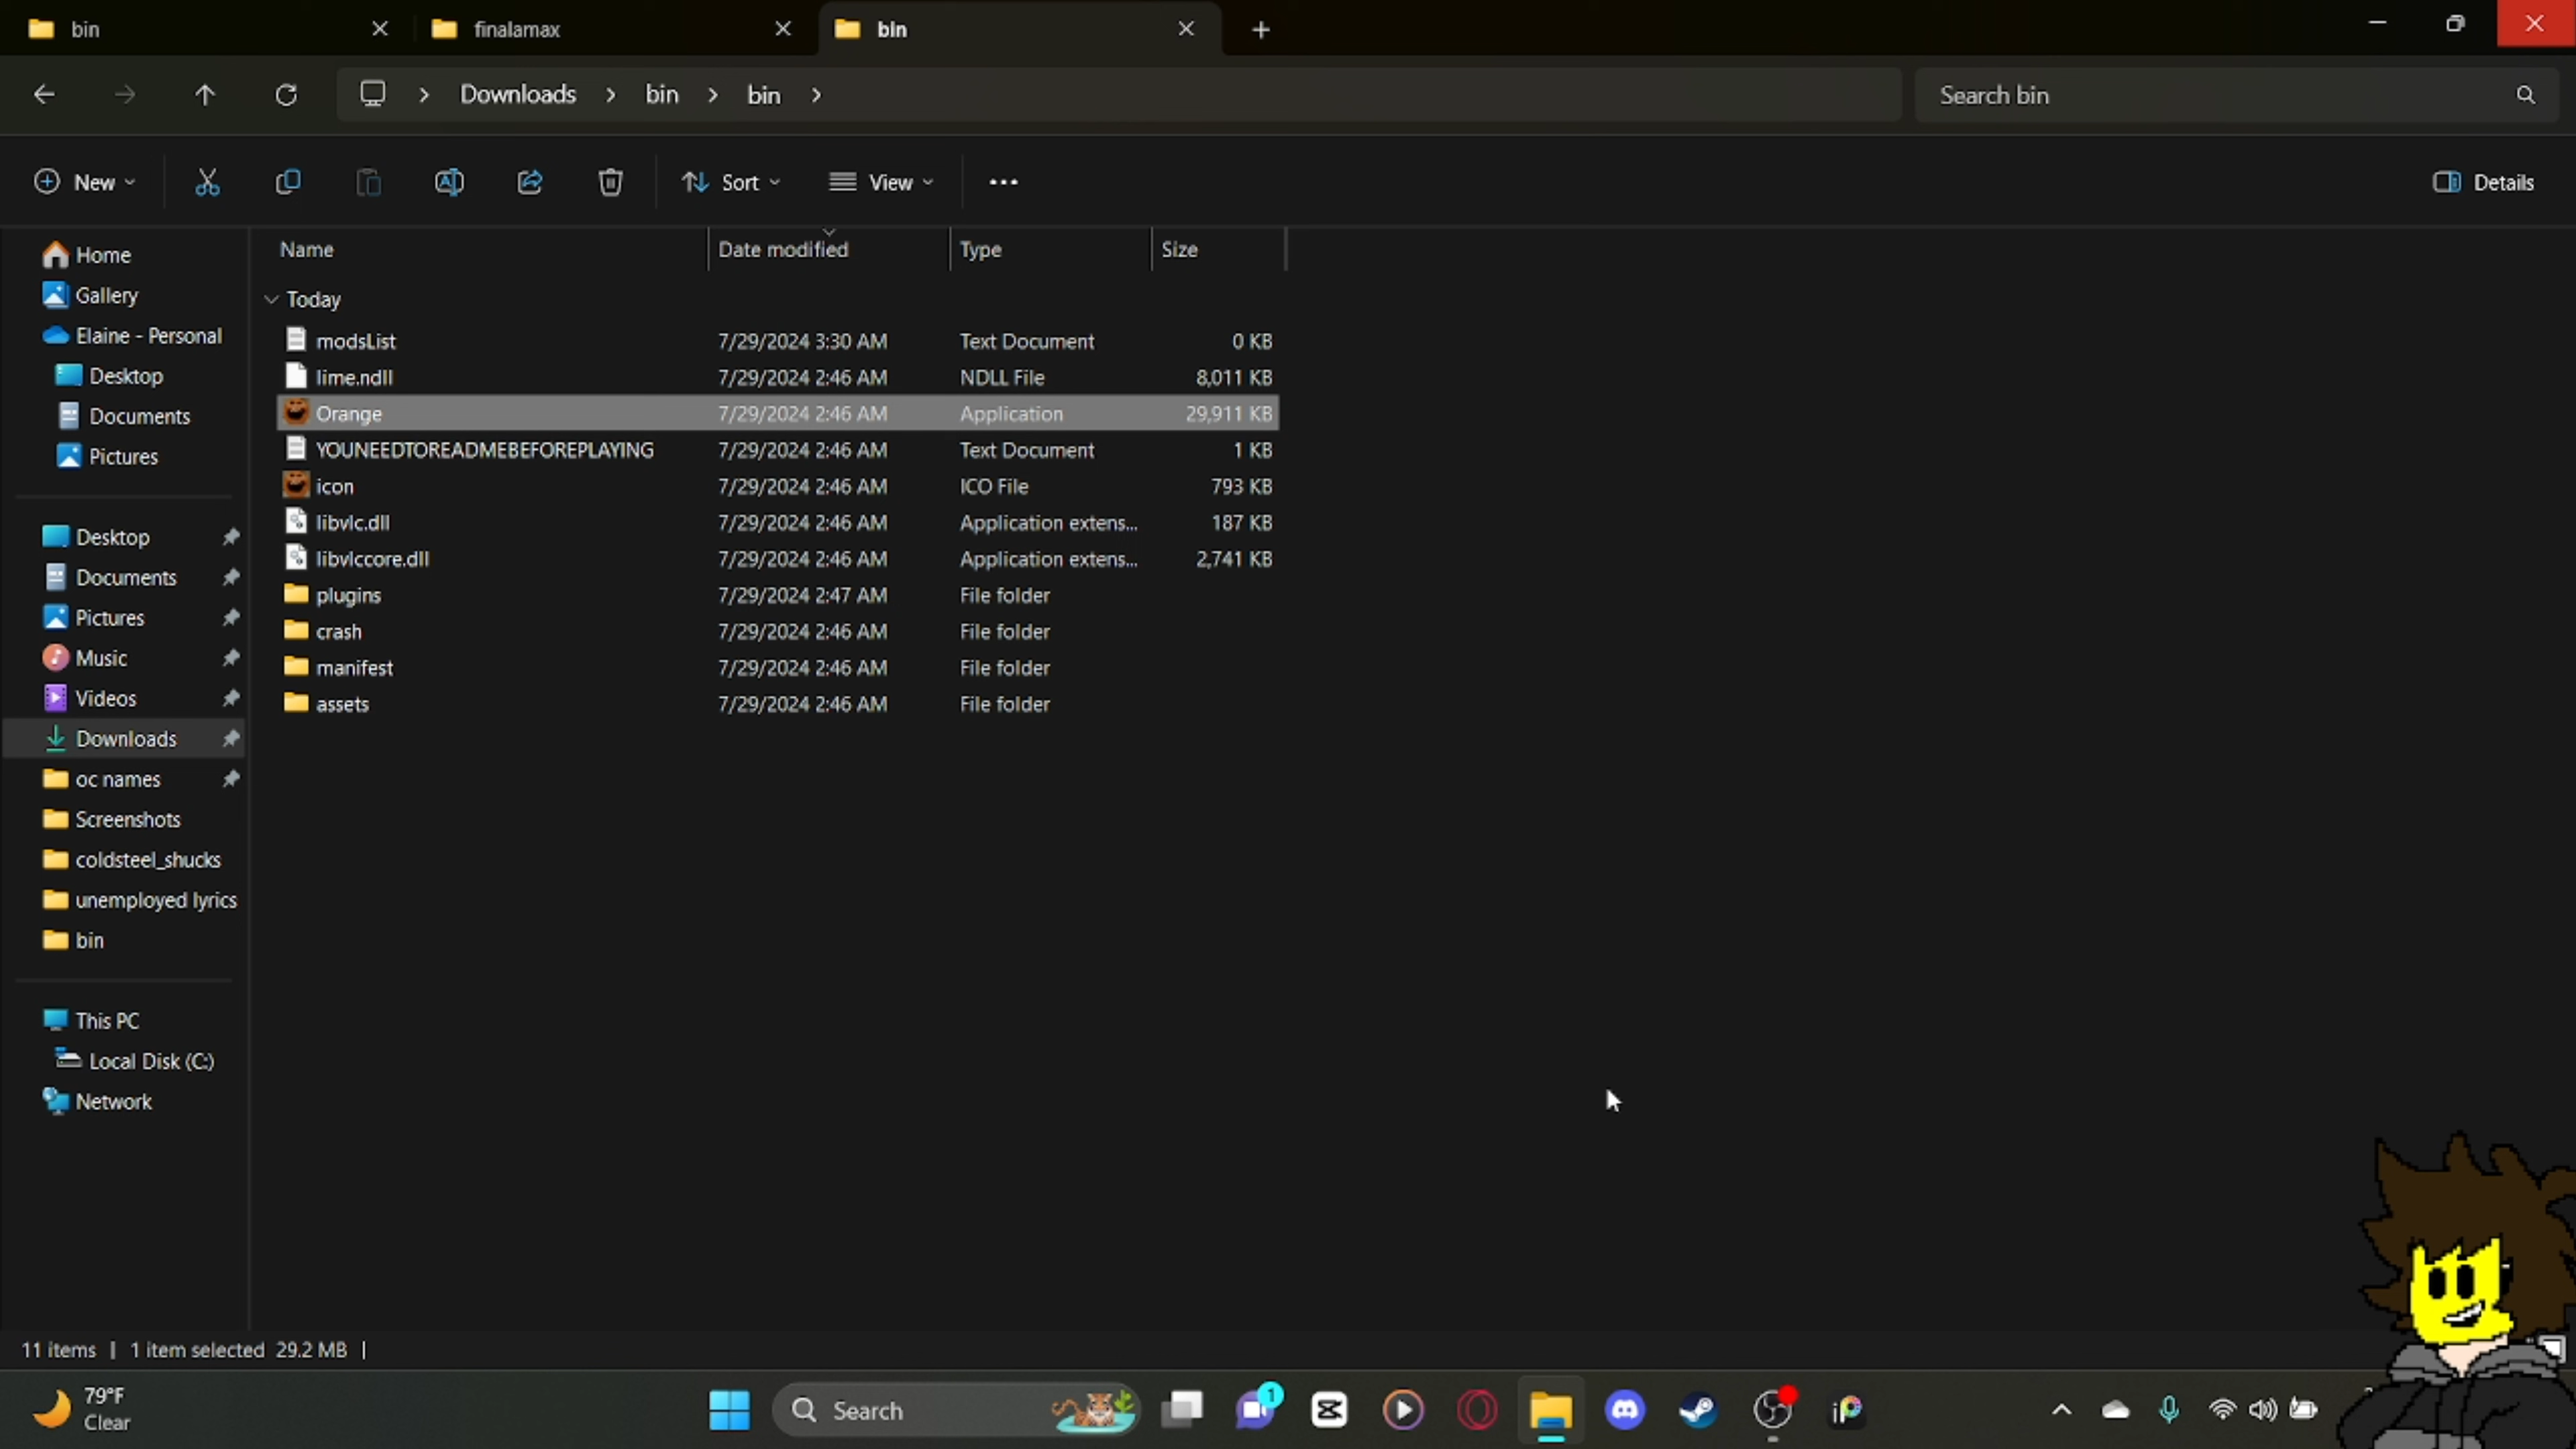 bin
finalamax
bin
Downloads
bin
bin
Search bin
New
Sort
View
Details
Name
Date modified
Type
Size
Home
Gallery
Elaine - Personal
Desktop
Documents
Pictures
Desktop
Documents
Pictures
Music
Videos
Downloads
oc names
Screenshots
coldsteel_shucks
unemployed lyrics
bin
This PC
Local Disk (C:)
Network
Today
modsList 7/29/2024 3:30 AM Text Document 0 KB
lime.ndll 7/29/2024 2:46 AM NDLL File 8,011 KB
Orange 7/29/2024 2:46 AM Application 29,911 KB
YOUNEEDTOREADMEBEFOREPLAYING 7/29/2024 2:46 AM Text Document 1 KB
icon 7/29/2024 2:46 AM ICO File 793 KB
libvlc.dll 7/29/2024 2:46 AM Application extens... 187 KB
libvlccore.dll 7/29/2024 2:46 AM Application extens... 2,741 KB
plugins 7/29/2024 2:47 AM File folder
crash 7/29/2024 2:46 AM File folder
manifest 7/29/2024 2:46 AM File folder
assets 7/29/2024 2:46 AM File folder
11 items | 1 item selected 29.2 MB |
79°F
Clear
Search
1